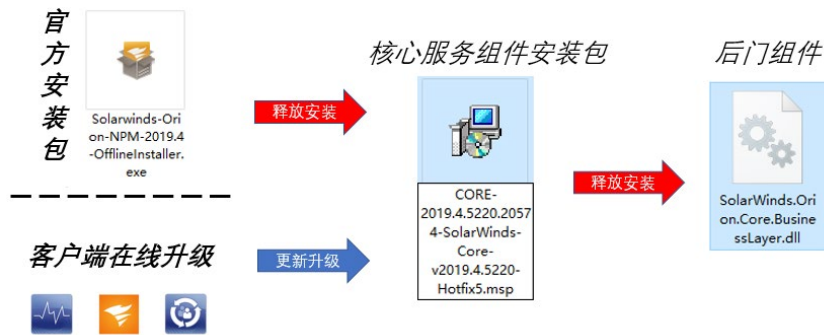 官方安装包
Solarwinds-Ori
on-NPM-2019.4
-OfflineInstaller.
exe
释放安装
核心服务组件安装包
CORE-
2019.4.5220.2057
4-SolarWinds-
Core-
v2019.4.5220-
Hotfix5.msp
释放安装
后门组件
SolarWinds.Ori
on.Core.Busine
ssLayer.dll
客户端在线升级
更新升级